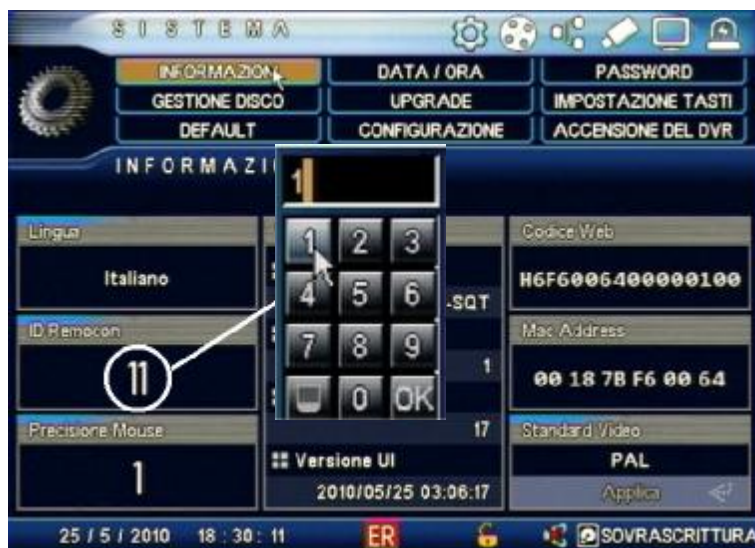 SISTEMA
INFORMAZIONI
DATA / ORA
PASSWORD
GESTIONE DISCO
UPGRADE
IMPOSTAZIONE TASTI
DEFAULT
CONFIGURAZIONE
ACCENSIONE DEL DVR
INFORMAZI
1
1 2 3
4 5 6
7 8 9
0 OK
Lingua
Italiano
ID Remocon
11
Precisione Mouse
1
-SQT
1
17
Versione UI
2010/05/25 03:06:17
Codice Web
H6F6006400000100
Mac Address
00 18 7B F6 00 64
Standard Video
PAL
Applica
25 / 5 / 2010 18 : 30 : 11
ER
SOVRASCRITTURA